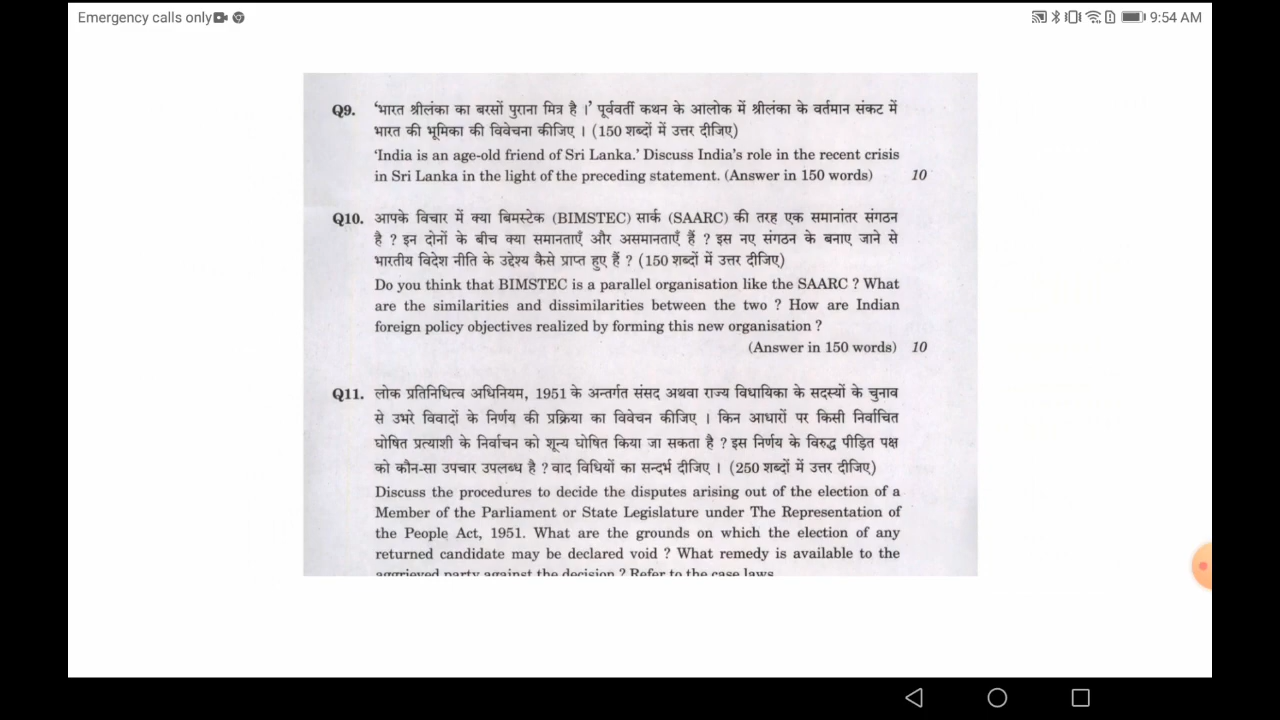 Emergency calls only
9:54 AM
Q9. 'भारत श्रीलंका का बरसों पुराना मित्र है ।' पूर्ववर्ती कथन के आलोक में श्रीलंका के वर्तमान संकट में
भारत की भूमिका की विवेचना कीजिए । (150 शब्दों में उत्तर दीजिए)
'India is an age-old friend of Sri Lanka.' Discuss India's role in the recent crisis
in Sri Lanka in the light of the preceding statement. (Answer in 150 words) 10
Q10. आपके विचार में क्या बिमस्टेक (BIMSTEC) सार्क (SAARC) की तरह एक समानांतर संगठन
है ? इन दोनों के बीच क्या समानताएँ और असमानताएँ हैं ? इस नए संगठन के बनाए जाने से
भारतीय विदेश नीति के उद्देश्य कैसे प्राप्त हुए हैं ? (150 शब्दों में उत्तर दीजिए)
Do you think that BIMSTEC is a parallel organisation like the SAARC ? What
are the similarities and dissimilarities between the two ? How are Indian
foreign policy objectives realized by forming this new organisation ?
(Answer in 150 words) 10
Q11. लोक प्रतिनिधित्व अधिनियम, 1951 के अन्तर्गत संसद अथवा राज्य विधायिका के सदस्यों के चुनाव
से उभरे विवादों के निर्णय की प्रक्रिया का विवेचन कीजिए । किन आधारों पर किसी निर्वाचित
घोषित प्रत्याशी के निर्वाचन को शून्य घोषित किया जा सकता है ? इस निर्णय के विरुद्ध पीड़ित पक्ष
को कौन-सा उपचार उपलब्ध है ? वाद विधियों का सन्दर्भ दीजिए । (250 शब्दों में उत्तर दीजिए)
Discuss the procedures to decide the disputes arising out of the election of a
Member of the Parliament or State Legislature under The Representation of
the People Act, 1951. What are the grounds on which the election of any
returned candidate may be declared void ? What remedy is available to the
aggrieved party against the decision ? Refer to the case laws.